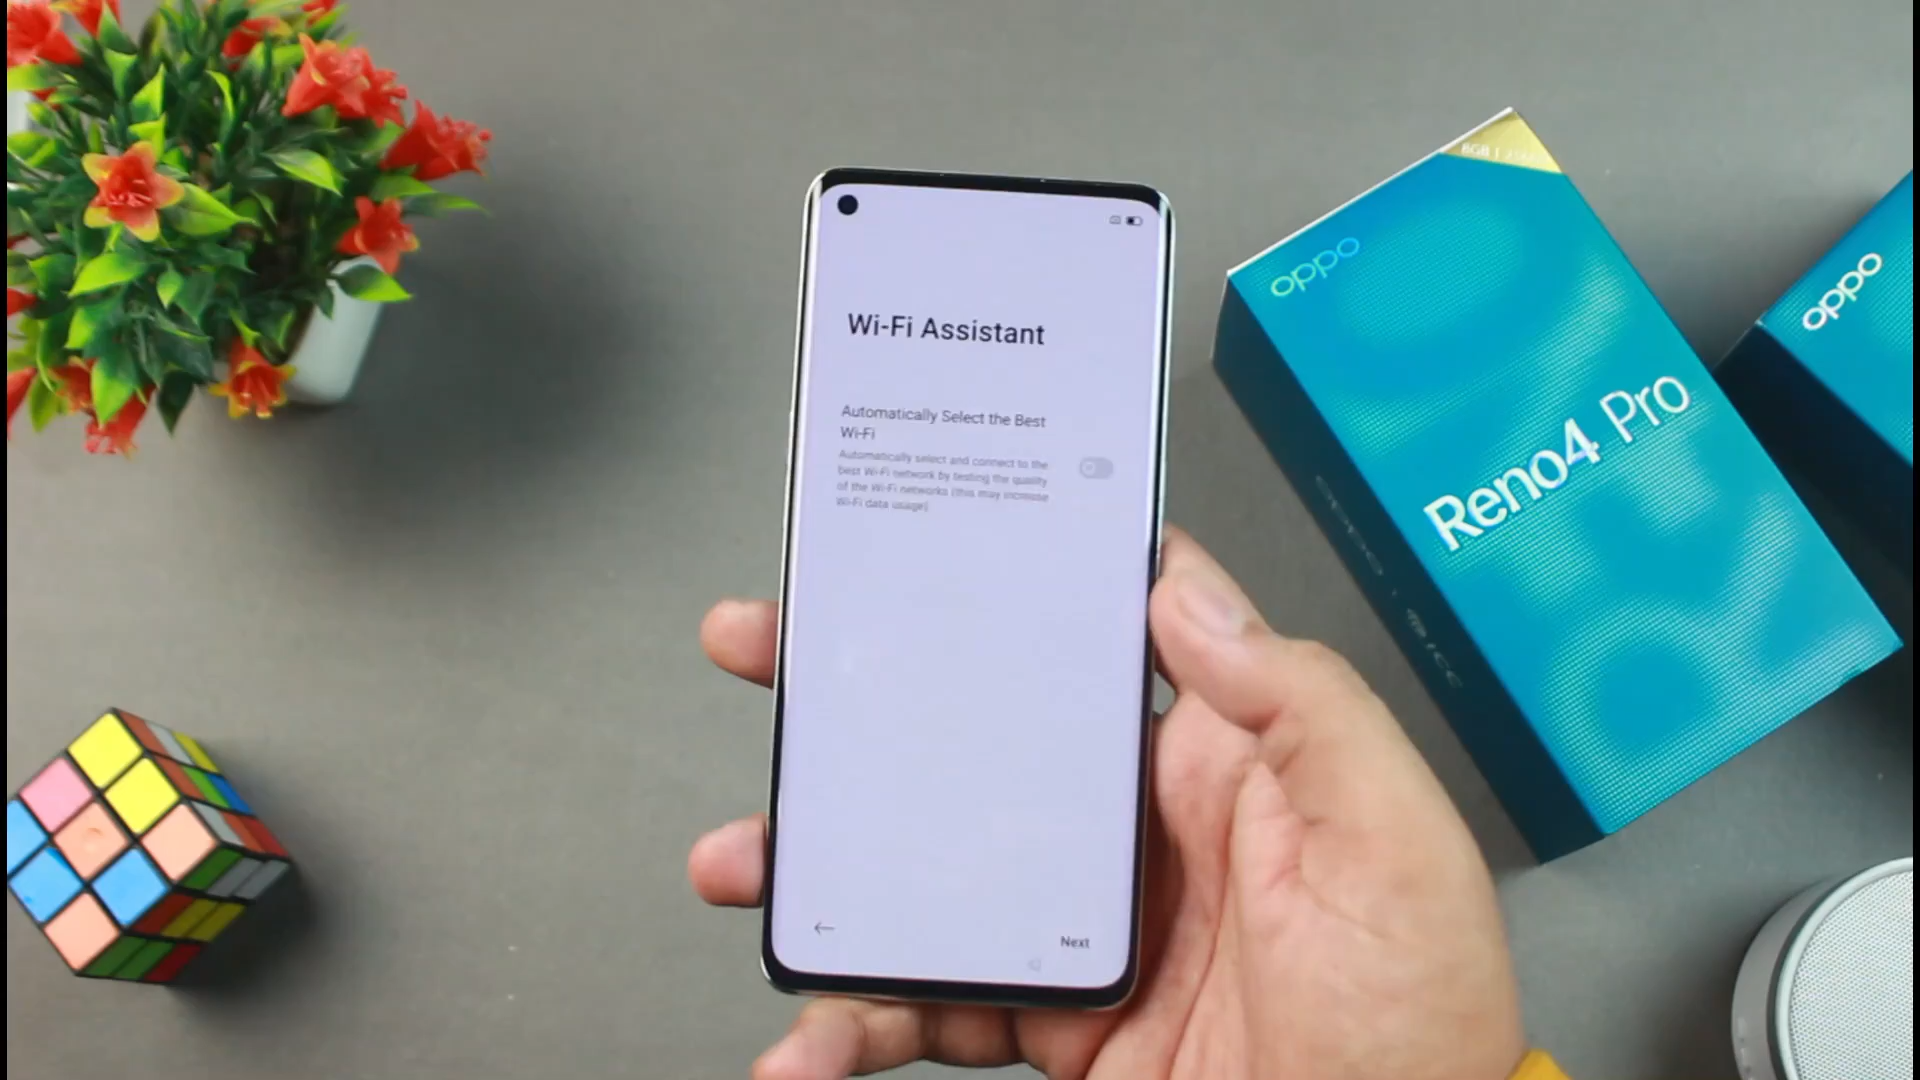 Wi-Fi Assistant
Automatically Select the Best
Wi-Fi
Automatically select and connect to the
best Wi-Fi network by testing the quality
of the Wi-Fi networks (this may increase
Wi-Fi data usage)
Next
8GB
oppo
Reno4 Pro
oppo
oppo